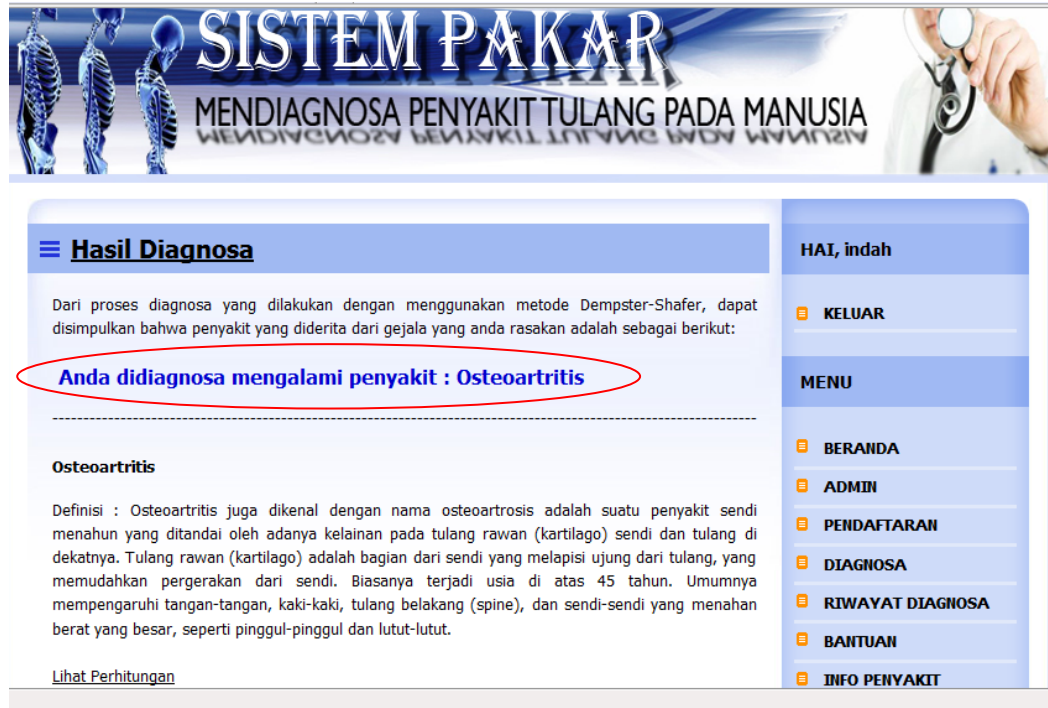 SISTEM PAKAR
MENDIAGNOSA PENYAKIT TULANG PADA MANUSIA
Hasil Diagnosa
Dari proses diagnosa yang dilakukan dengan menggunakan metode Dempster-Shafer, dapat
disimpulkan bahwa penyakit yang diderita dari gejala yang anda rasakan adalah sebagai berikut:
Anda didiagnosa mengalami penyakit : Osteoartritis
Osteoartritis
Definisi : Osteoartritis juga dikenal dengan nama osteoartrosis adalah suatu penyakit sendi
menahun yang ditandai oleh adanya kelainan pada tulang rawan (kartilago) sendi dan tulang di
dekatnya. Tulang rawan (kartilago) adalah bagian dari sendi yang melapisi ujung dari tulang, yang
memudahkan pergerakan dari sendi. Biasanya terjadi usia di atas 45 tahun. Umumnya
mempengaruhi tangan-tangan, kaki-kaki, tulang belakang (spine), dan sendi-sendi yang menahan
berat yang besar, seperti pinggul-pinggul dan lutut-lutut.
Lihat Perhitungan
HAI, indah
KELUAR
MENU
BERANDA
ADMIN
PENDAFTARAN
DIAGNOSA
RIWAYAT DIAGNOSA
BANTUAN
INFO PENYAKIT